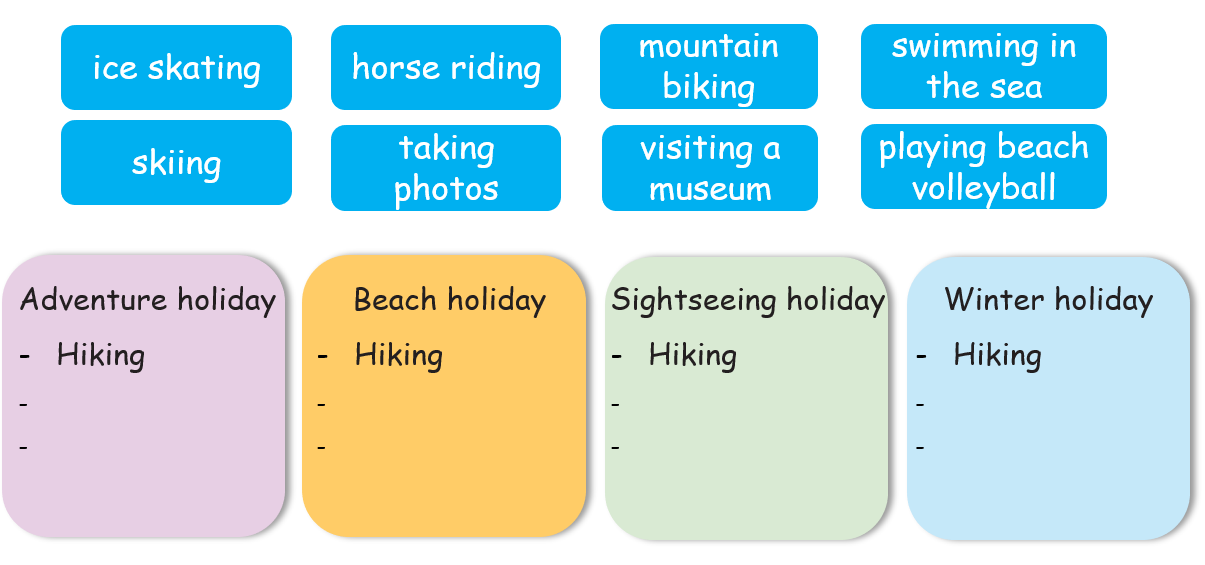 ice skating
horse riding
mountain
biking
swimming in
the sea
skiing
taking
photos
visiting a
museum
playing beach
volleyball
Adventure holiday
- Hiking
-
-
Beach holiday
- Hiking
-
-
Sightseeing holiday
- Hiking
-
-
Winter holiday
- Hiking
-
-